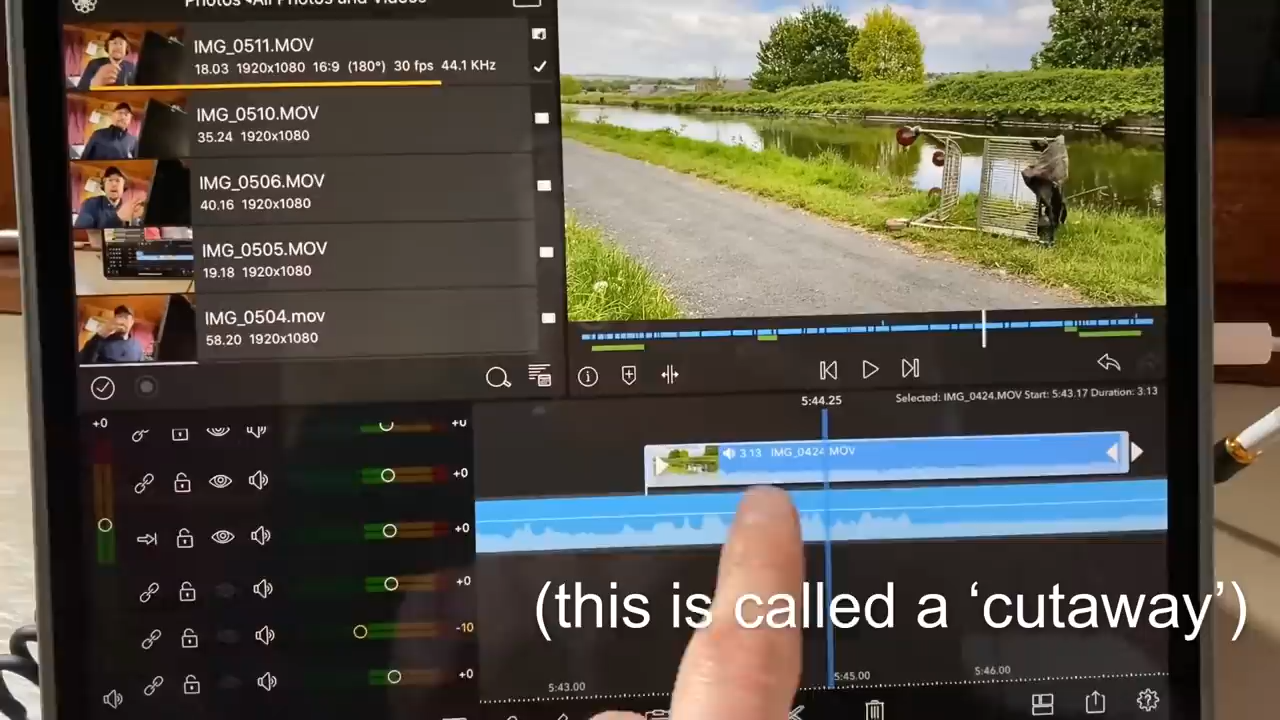 Photos All Photos and Videos
IMG_0511.MOV
18.03 1920x1080 16:9 (180°) 30 fps 44.1 KHz
IMG_0510.MOV
35.24 1920x1080
IMG_0506.MOV
40.16 1920x1080
IMG_0505.MOV
19.18 1920x1080
IMG_0504.mov
58.20 1920x1080
5:44.25
Selected: IMG_0424.MOV Start: 5:43.17 Duration: 3:13
+0
+0
3.13 IMG_0424.MOV
+0
+0
+0
(this is called a ‘cutaway’)
-10
+0
5:43.00
5:45.00
5:46.00